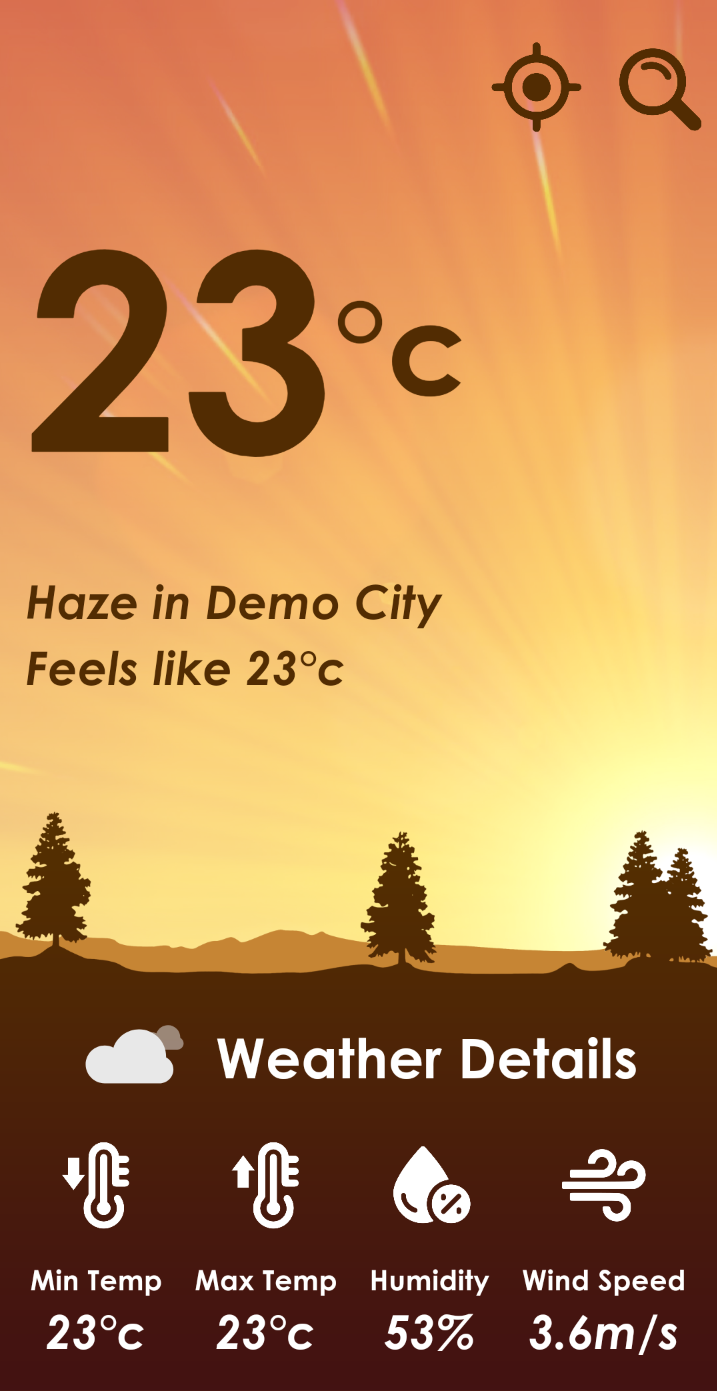 23°c
Haze in Demo City
Feels like 23°c
Weather Details
Min Temp Max Temp Humidity Wind Speed
23°c 23°c 53% 3.6m/s